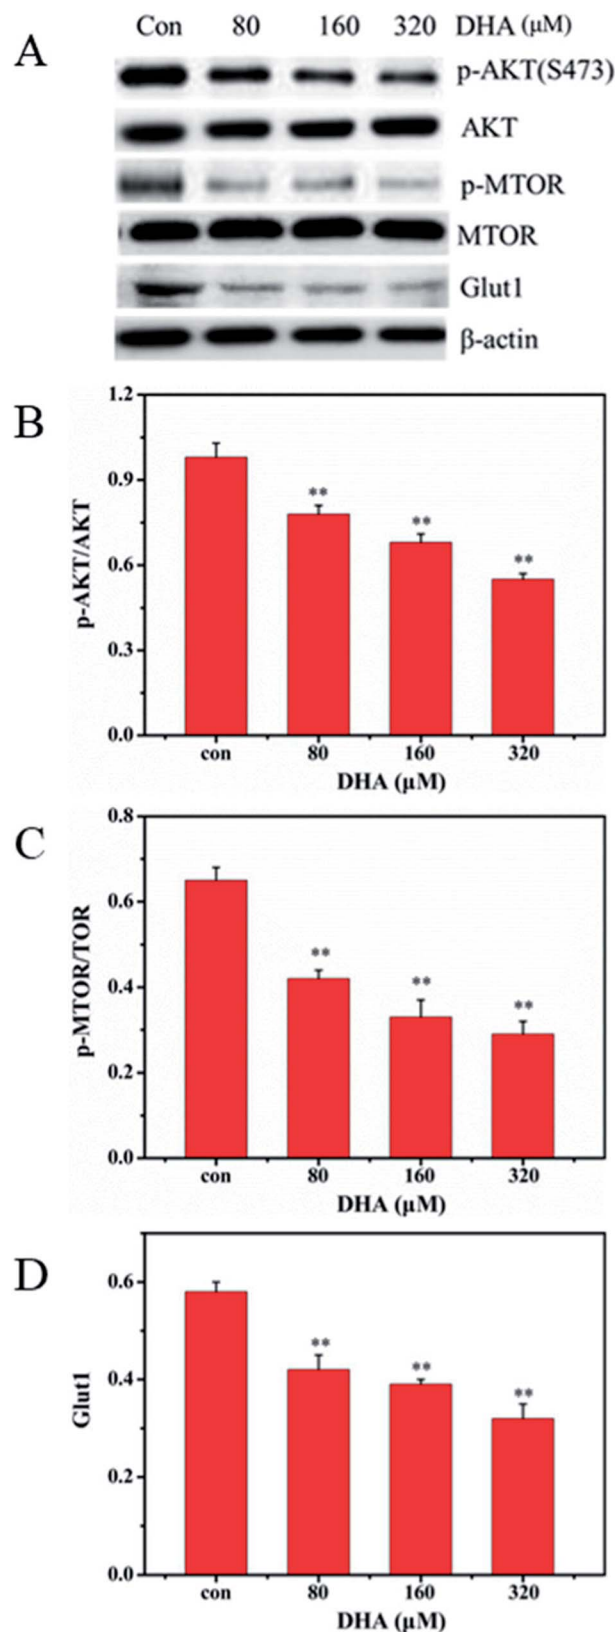 A
Con 80 160 320 DHA (μM)
p-AKT(S473)
AKT
p-MTOR
MTOR
Glut1
β-actin
B
1.2
0.9
0.6
0.3
0.0
p-AKT/AKT
**
**
**
con 80 160 320
DHA (μM)
C
0.8
0.6
0.4
0.2
0.0
p-MTOR/TOR
**
**
**
con 80 160 320
DHA (μM)
D
0.6
0.4
0.2
0.0
Glut1
**
**
**
con 80 160 320
DHA (μM)